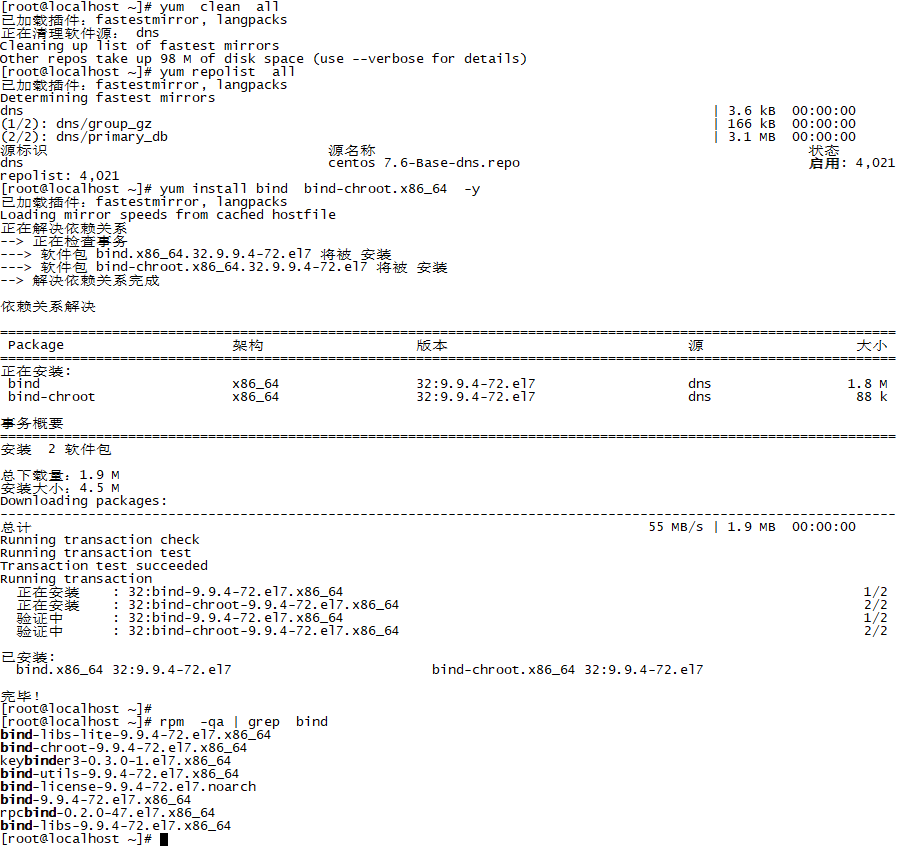 [root@localhost ~]# yum  clean  all
已加载插件：fastestmirror, langpacks
正在清理软件源： dns
Cleaning up list of fastest mirrors
Other repos take up 98 M of disk space (use --verbose for details)
[root@localhost ~]# yum repolist  all
已加载插件：fastestmirror, langpacks
Determining fastest mirrors
dns | 3.6 kB  00:00:00
(1/2): dns/group_gz | 166 kB  00:00:00
(2/2): dns/primary_db | 3.1 MB  00:00:00
源标识 源名称 状态
dns centos 7.6-Base-dns.repo 启用: 4,021
repolist: 4,021
[root@localhost ~]# yum install bind  bind-chroot.x86_64  -y
已加载插件：fastestmirror, langpacks
Loading mirror speeds from cached hostfile
正在解决依赖关系
--> 正在检查事务
---> 软件包 bind.x86_64.32.9.9.4-72.el7 将被 安装
---> 软件包 bind-chroot.x86_64.32.9.9.4-72.el7 将被 安装
--> 解决依赖关系完成
依赖关系解决
================================================================================
Package 架构 版本 源 大小
================================================================================
正在安装:
bind x86_64 32:9.9.4-72.el7 dns 1.8 M
bind-chroot x86_64 32:9.9.4-72.el7 dns 88 k
事务概要
================================================================================
安装  2 软件包
总下载量：1.9 M
安装大小：4.5 M
Downloading packages:
--------------------------------------------------------------------------------
总计 55 MB/s | 1.9 MB  00:00:00
Running transaction check
Running transaction test
Transaction test succeeded
Running transaction
正在安装    : 32:bind-9.9.4-72.el7.x86_64 1/2
正在安装    : 32:bind-chroot-9.9.4-72.el7.x86_64 2/2
验证中      : 32:bind-9.9.4-72.el7.x86_64 1/2
验证中      : 32:bind-chroot-9.9.4-72.el7.x86_64 2/2
已安装:
bind.x86_64 32:9.9.4-72.el7 bind-chroot.x86_64 32:9.9.4-72.el7
完毕！
[root@localhost ~]#
[root@localhost ~]# rpm  -qa | grep  bind
bind-libs-lite-9.9.4-72.el7.x86_64
bind-chroot-9.9.4-72.el7.x86_64
keybinder3-0.3.0-1.el7.x86_64
bind-utils-9.9.4-72.el7.x86_64
bind-license-9.9.4-72.el7.noarch
bind-9.9.4-72.el7.x86_64
rpcbind-0.2.0-47.el7.x86_64
bind-libs-9.9.4-72.el7.x86_64
[root@localhost ~]#